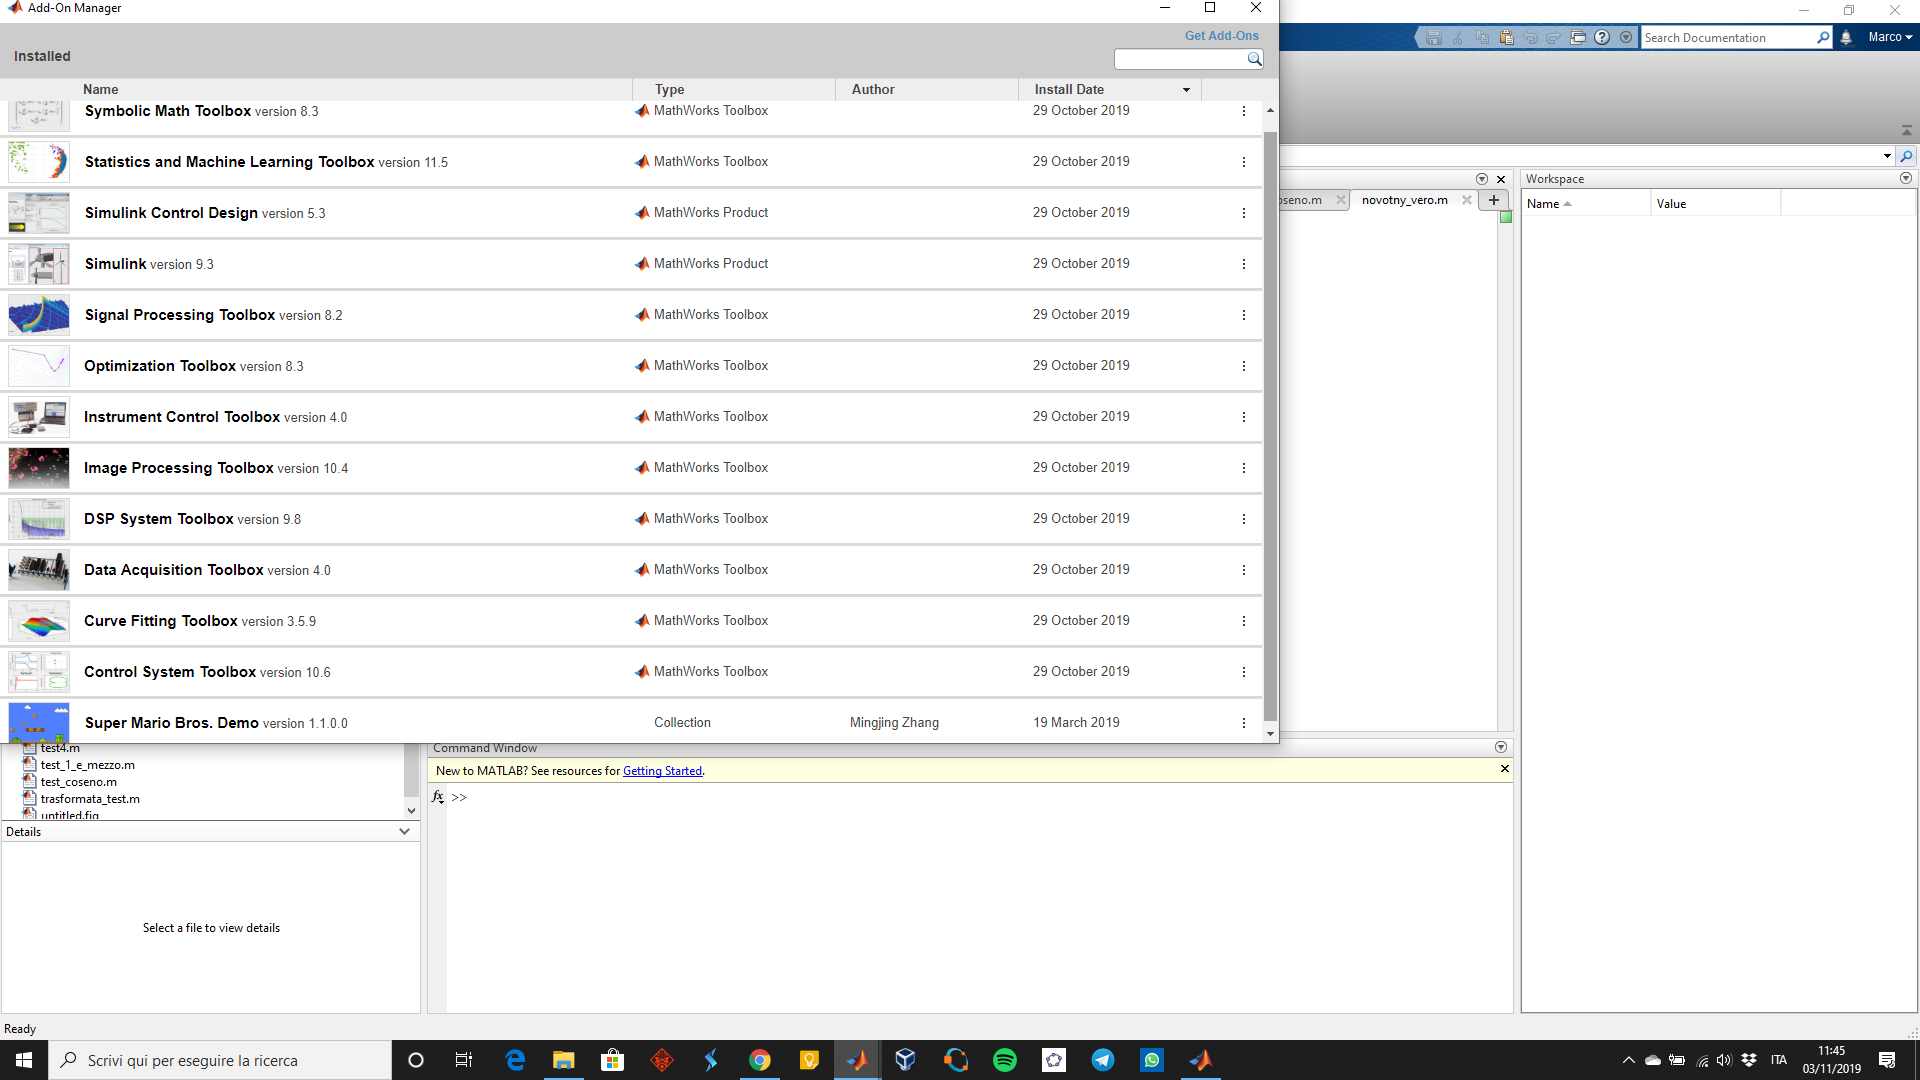 Add-On Manager
Get Add-Ons
Installed
Name Type Author Install Date
Symbolic Math Toolbox version 8.3 MathWorks Toolbox 29 October 2019
Statistics and Machine Learning Toolbox version 11.5 MathWorks Toolbox 29 October 2019
Simulink Control Design version 5.3 MathWorks Product 29 October 2019
Simulink version 9.3 MathWorks Product 29 October 2019
Signal Processing Toolbox version 8.2 MathWorks Toolbox 29 October 2019
Optimization Toolbox version 8.3 MathWorks Toolbox 29 October 2019
Instrument Control Toolbox version 4.0 MathWorks Toolbox 29 October 2019
Image Processing Toolbox version 10.4 MathWorks Toolbox 29 October 2019
DSP System Toolbox version 9.8 MathWorks Toolbox 29 October 2019
Data Acquisition Toolbox version 4.0 MathWorks Toolbox 29 October 2019
Curve Fitting Toolbox version 3.5.9 MathWorks Toolbox 29 October 2019
Control System Toolbox version 10.6 MathWorks Toolbox 29 October 2019
Super Mario Bros. Demo version 1.1.0.0 Collection Mingjing Zhang 19 March 2019
Search Documentation
Marco
oseno.m novotny_vero.m
Workspace
Name Value
test4.m
test_1_e_mezzo.m
test_coseno.m
trasformata_test.m
untitled.fig
Details
Select a file to view details
Command Window
New to MATLAB? See resources for Getting Started.
fx >>
Ready
Scrivi qui per eseguire la ricerca
ITA
11:45
03/11/2019